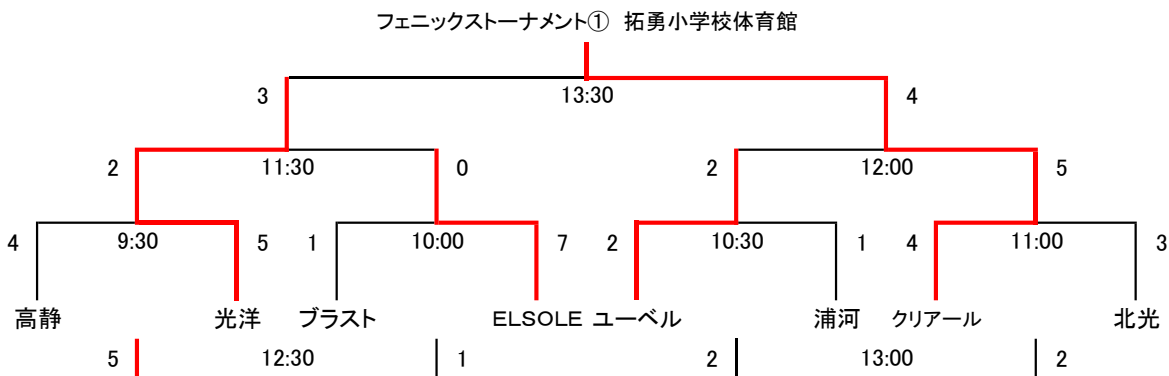 フェニックストーナメント① 拓勇小学校体育館
3 13:30 4
2 11:30 0 2 12:00 5
4 9:30 5 1 10:00 7 2 10:30 1 4 11:00 3
高静 光洋 ブラスト ELSOLE ユーベル 浦河 クリアール 北光
5 12:30 1 2 13:00 2